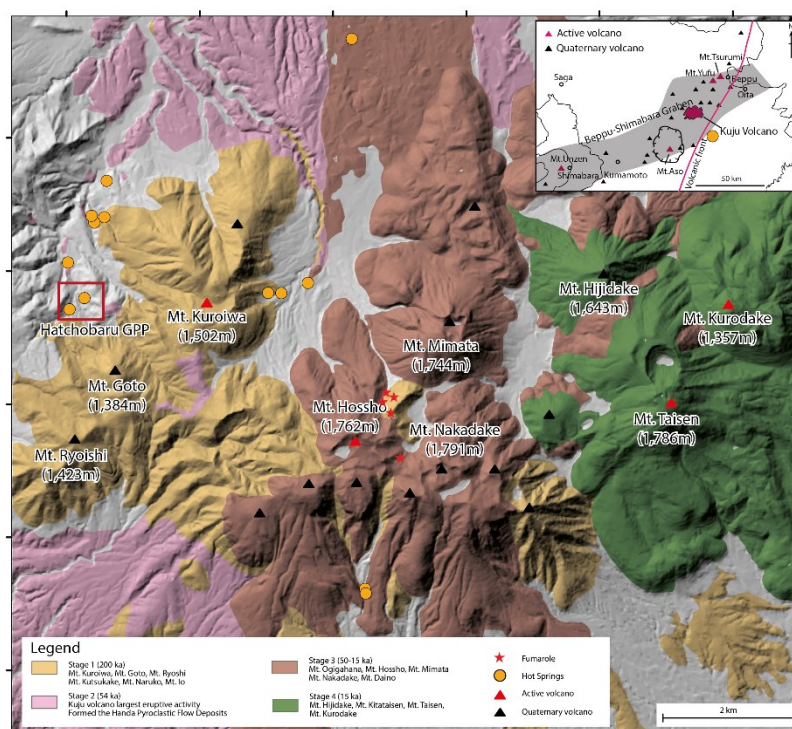 Active volcano
Quaternary volcano
Mt.Tsurumi
Mt.Yufu
Beppu
Oita
Saga
Beppu-Shimabara Graben
Kuju Volcano
Mt.Unzen
Shimabara
Kumamoto
Mt.Aso
Volcanic front
50 km
Mt. Hijidake
(1,643m)
Mt. Kuroiwa
(1,502m)
Hatchobaru GPP
Mt. Mimata
(1,744m)
Mt. Kurodake
(1,357m)
Mt. Goto
(1,384m)
Mt. Hossho
(1,762m)
Mt. Nakadake
(1,791m)
Mt. Taisen
(1,786m)
Mt. Ryoishi
(1,423m)
Legend
Stage 1 (200 ka)
Mt. Kuroiwa, Mt. Goto, Mt. Ryoshi
Mt. Kutsukake, Mt. Naruko, Mt. Io
Stage 2 (54 ka)
Kuju volcano largest eruptive activity
Formed the Handa Pyroclastic Flow Deposits
Stage 3 (50-15 ka)
Mt. Ogigahana, Mt. Hossho, Mt. Mimata
Mt. Nakadake, Mt. Daino
Stage 4 (15 ka)
Mt. Hijidake, Mt. Kitataisen, Mt. Taisen,
Mt. Kurodake
Fumarole
Hot Springs
Active volcano
Quaternary volcano
2 km